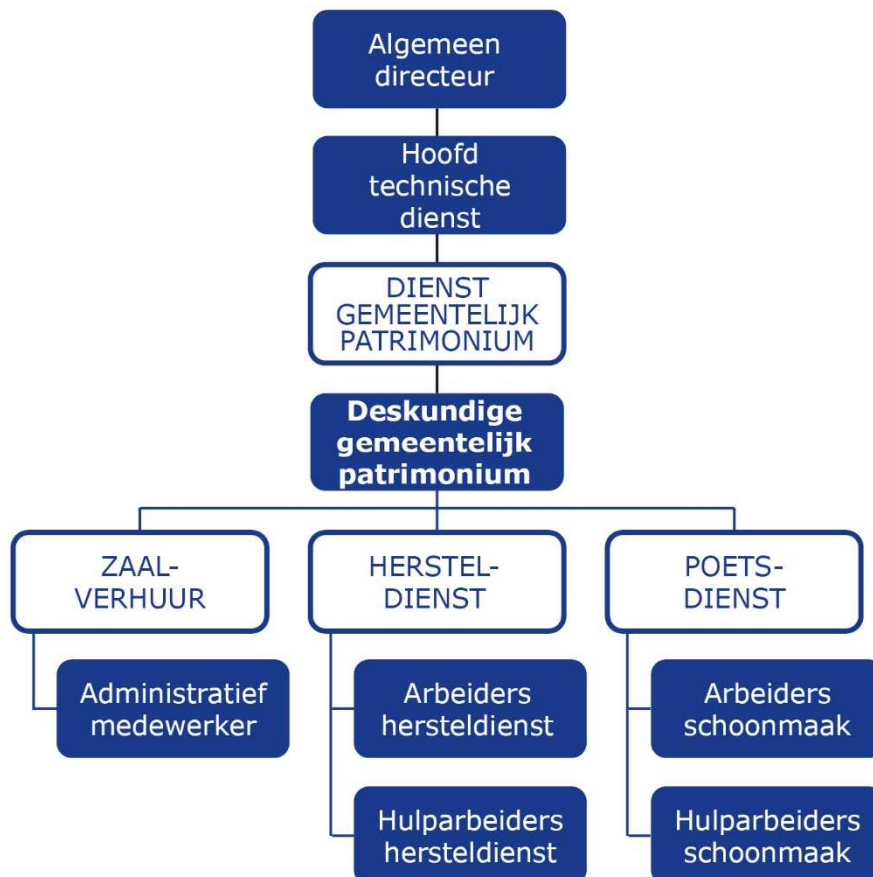 Algemeen
directeur
Hoofd
technische
dienst
DIENST
GEMEENTELIJK
PATRIMONIUM
Deskundige
gemeentelijk
patrimonium
ZAAL-
VERHUUR
Administratief
medewerker
HERSTEL-
DIENST
Arbeiders
hersteldienst
Hulparbeiders
hersteldienst
POETS-
DIENST
Arbeiders
schoonmaak
Hulparbeiders
schoonmaak